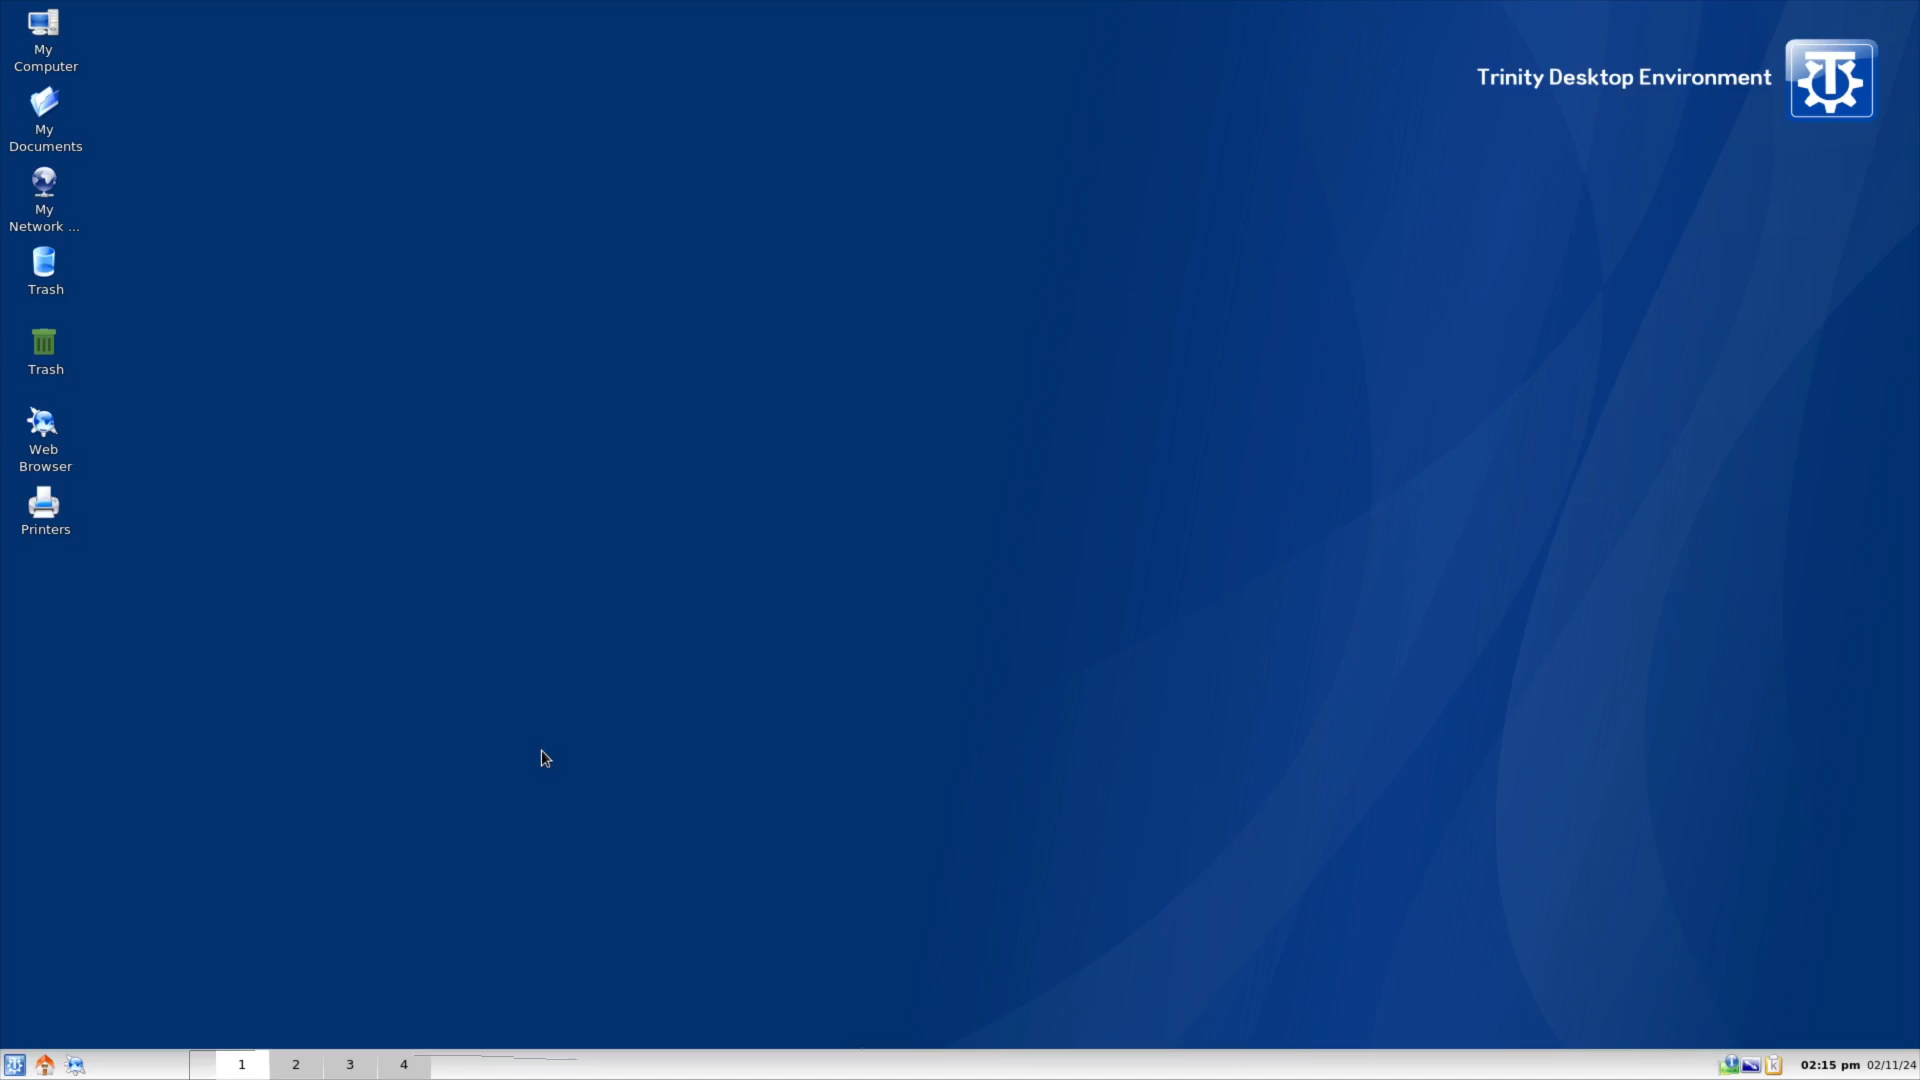 My
Computer
My
Documents
My
Network ...
Trash
Trash
Web
Browser
Printers
Trinity Desktop Environment
1
2
3
4
02:15 pm
02/11/24